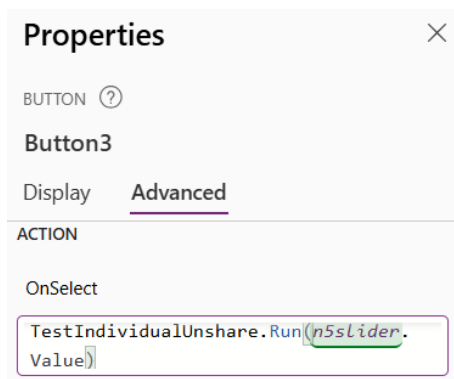 Properties
BUTTON ?
Button3
Display Advanced
ACTION
OnSelect
TestIndividualUnshare.Run(n5slider.
Value)